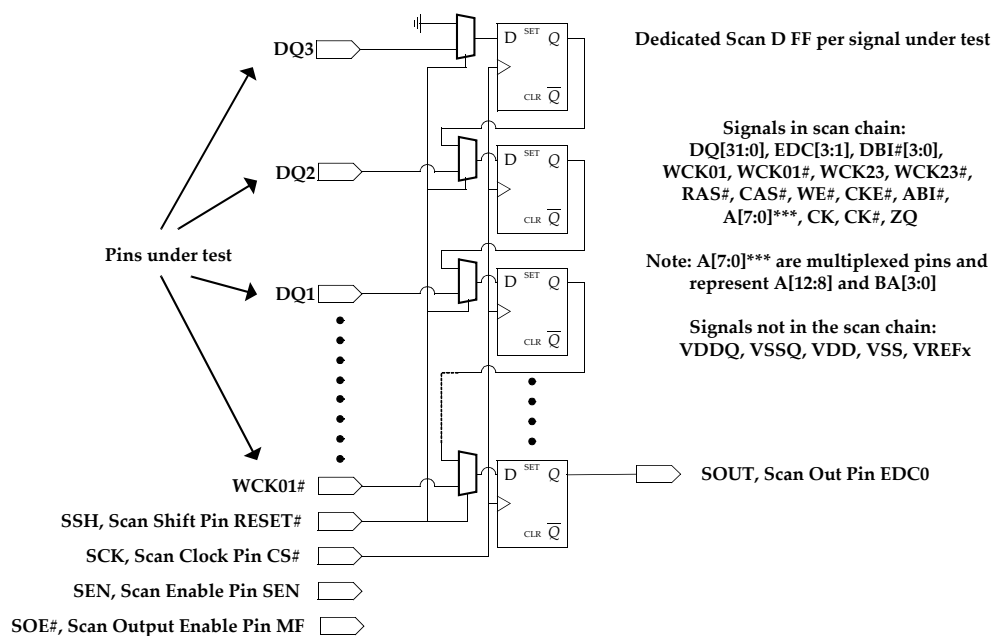 DQ3
D SET Q
CLR Q
Dedicated Scan D FF per signal under test
Signals in scan chain:
DQ[31:0], EDC[3:1], DBI#[3:0],
WCK01, WCK01#, WCK23, WCK23#,
RAS#, CAS#, WE#, CKE#, ABI#,
A[7:0]***, CK, CK#, ZQ
DQ2
D SET Q
CLR Q
Pins under test
Note: A[7:0]*** are multiplexed pins and
represent A[12:8] and BA[3:0]
DQ1
D SET Q
CLR Q
Signals not in the scan chain:
VDDQ, VSSQ, VDD, VSS, VREFx
WCK01#
D SET Q
CLR Q
SOUT, Scan Out Pin EDC0
SSH, Scan Shift Pin RESET#
SCK, Scan Clock Pin CS#
SEN, Scan Enable Pin SEN
SOE#, Scan Output Enable Pin MF